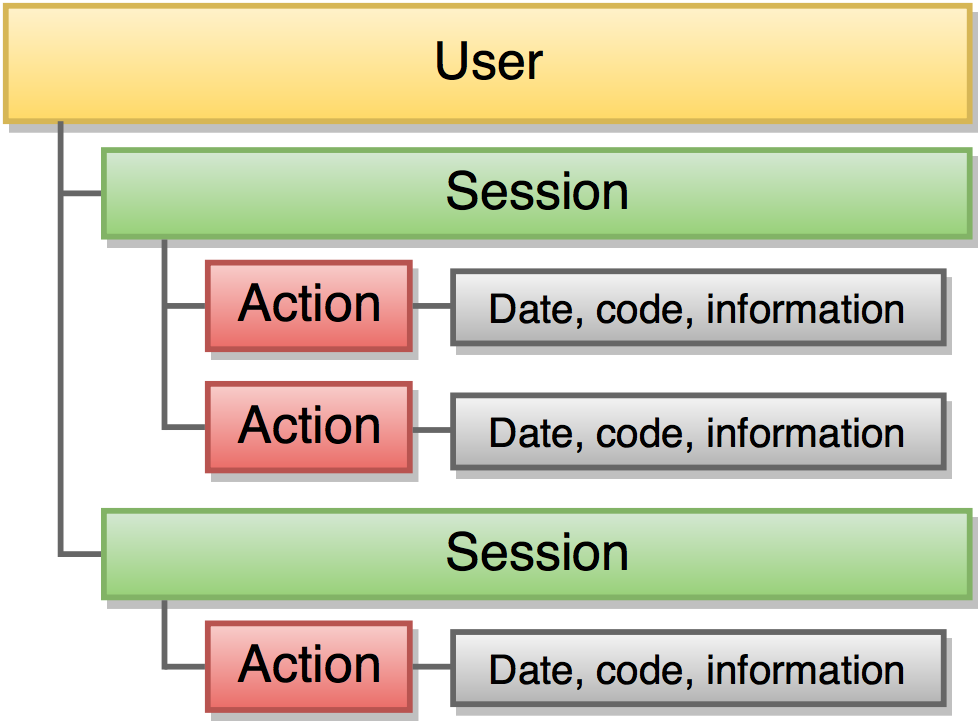 User
Session
Action
Date, code, information
Action
Date, code, information
Session
Action
Date, code, information